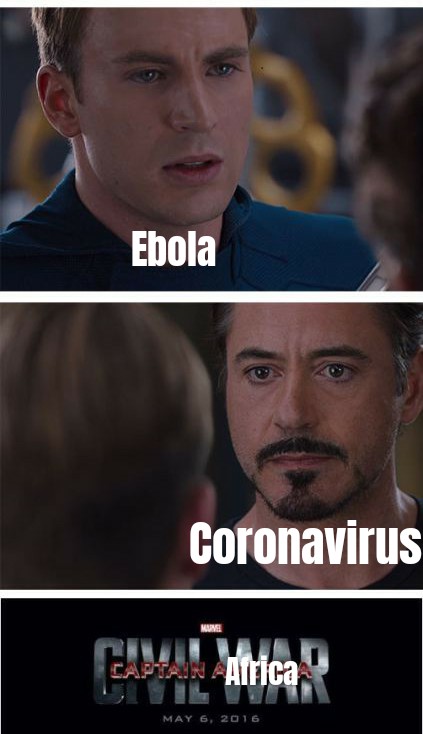 Ebola
Coronavirus
MARVEL
CIVIL WAR
CAPTAIN A
Africa
MAY 6, 2016